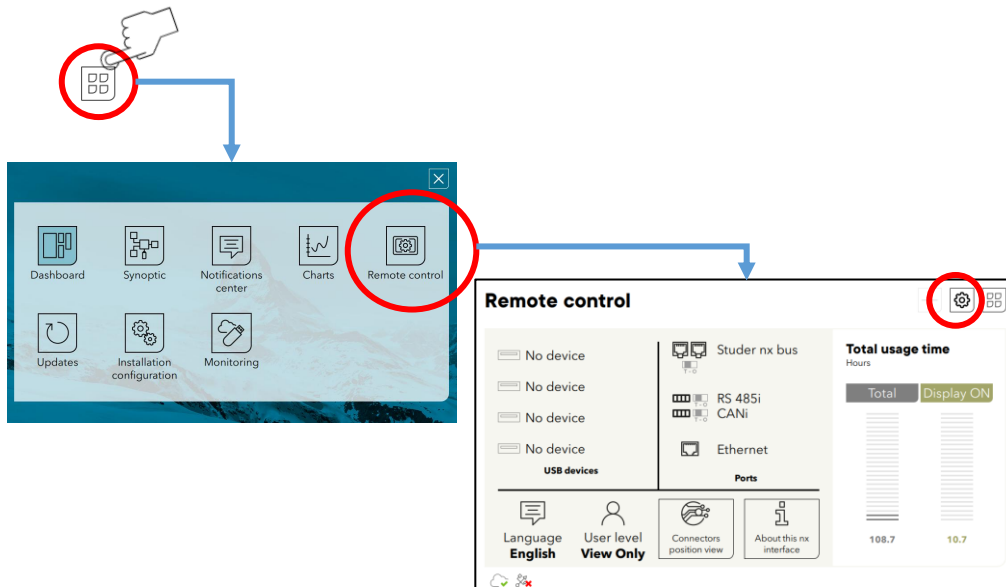 Dashboard
Synoptic
Notifications
center
Charts
Remote control
Updates
Installation
configuration
Monitoring
Remote control
No device
No device
No device
No device
USB devices
Studer nx bus
T - O
RS 485i
CANi
T - O
Ethernet
Ports
Total usage time
Hours
Total
Display ON
108.7
10.7
Language
English
User level
View Only
Connectors
position view
About this nx
interface